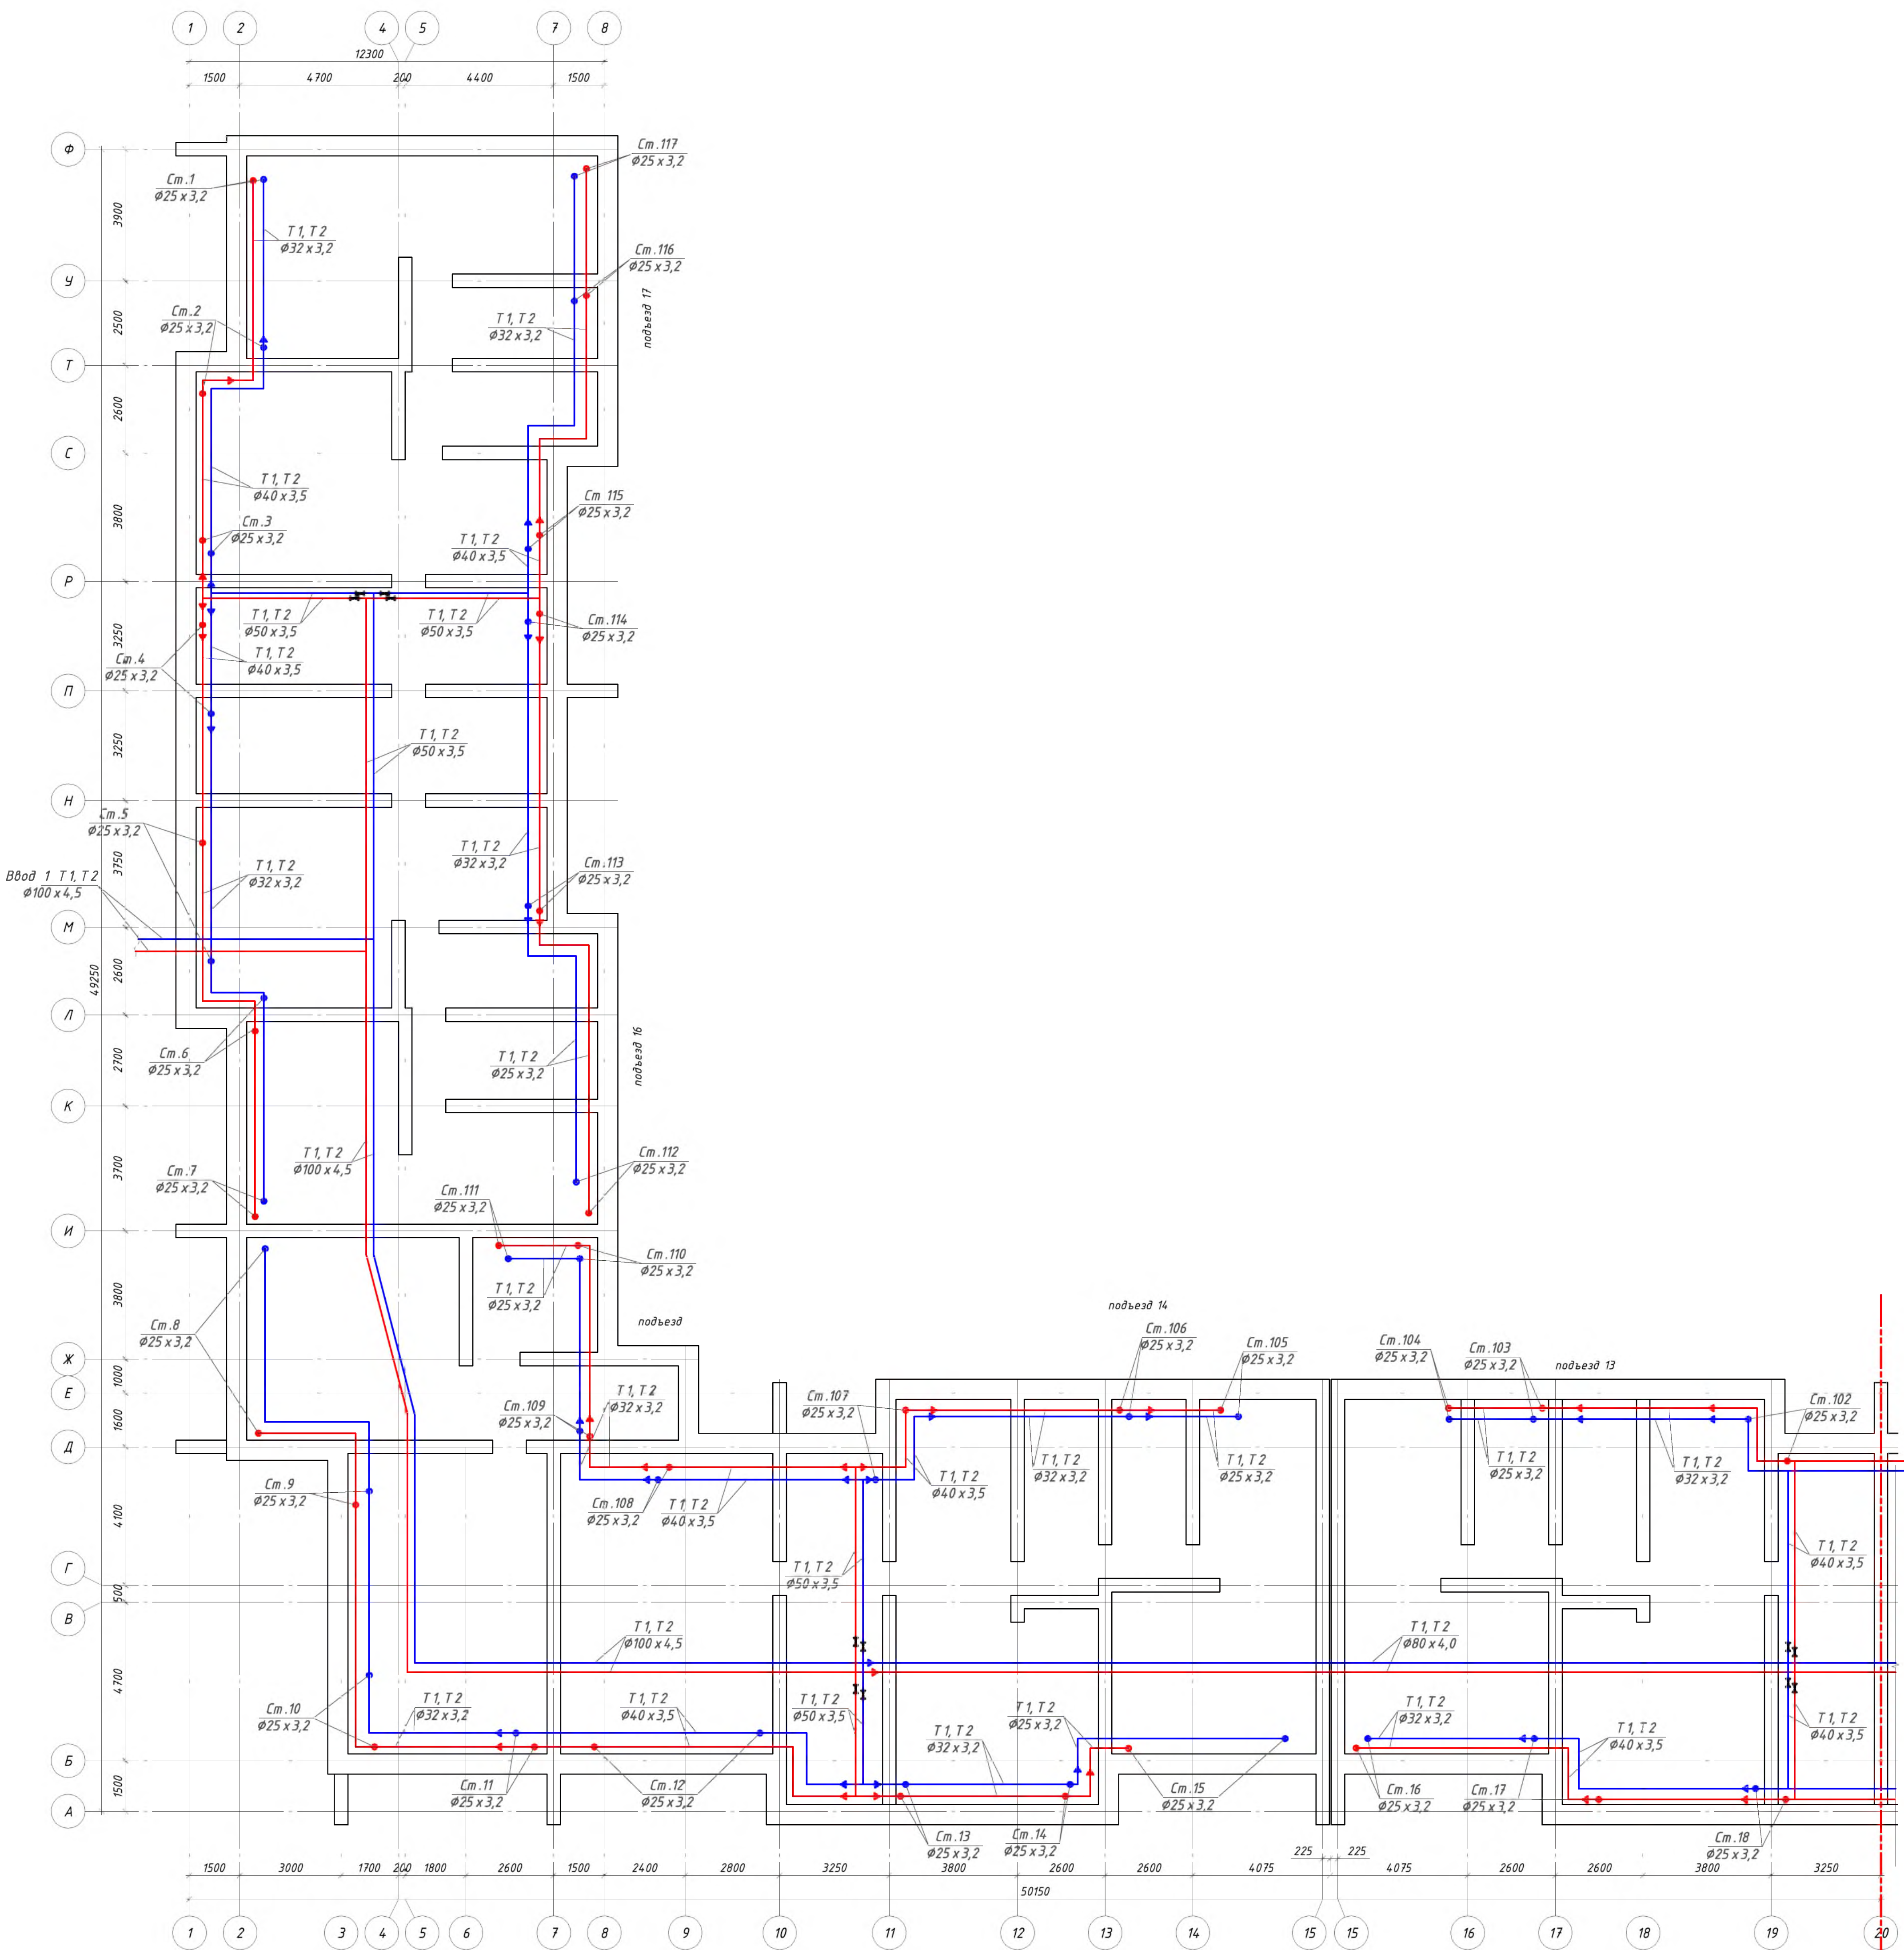 1
2
4
5
7
8
12300
1500
4700
200
4400
1500
Ф
Ст.117
Ø25 x 3,2
Ст.1
Ø25 x 3,2
3900
Т1, Т2
Ø32 x 3,2
Ст.116
Ø25 x 3,2
У
подъезд 17
Ст.2
Ø25 x 3,2
2500
Т1, Т2
Ø32 x 3,2
Т
2600
С
Т1, Т2
Ø40 x 3,5
Ст 115
Ø25 x 3,2
3800
Ст.3
Ø25 x 3,2
Т1, Т2
Ø40 x 3,5
Р
Т1, Т2
Ø50 x 3,5
Т1, Т2
Ø50 x 3,5
Ст.114
Ø25 x 3,2
3250
Ст.4
Ø25 x 3,2
Т1, Т2
Ø40 x 3,5
П
Т1, Т2
Ø50 x 3,5
3250
Н
Ст.5
Ø25 x 3,2
Т1, Т2
Ø32 x 3,2
3750
Ввод 1 Т1, Т2
Ø100 x 4,5
Т1, Т2
Ø32 x 3,2
Ст.113
Ø25 x 3,2
М
49250
2600
Л
Ст.6
Ø25 x 3,2
2700
Т1, Т2
Ø25 x 3,2
подъезд 16
К
Т1, Т2
Ø100 x 4,5
Ст.112
Ø25 x 3,2
3700
Ст.7
Ø25 x 3,2
Ст.111
Ø25 x 3,2
И
Ст.110
Ø25 x 3,2
3800
Т1, Т2
Ø25 x 3,2
подъезд
подъезд 14
Ст.8
Ø25 x 3,2
Ст.106
Ø25 x 3,2
Ст.105
Ø25 x 3,2
Ст.104
Ø25 x 3,2
Ст.103
Ø25 x 3,2
подъезд 13
Ж
1000
Е
Ст.109
Ø25 x 3,2
Т1, Т2
Ø32 x 3,2
Ст.107
Ø25 x 3,2
Ст.102
Ø25 x 3,2
1600
Д
Ст.9
Ø25 x 3,2
Ст.108
Ø25 x 3,2
Т1, Т2
Ø40 x 3,5
Т1, Т2
Ø40 x 3,5
Т1, Т2
Ø32 x 3,2
Т1, Т2
Ø25 x 3,2
Т1, Т2
Ø25 x 3,2
Т1, Т2
Ø32 x 3,2
4100
Т1, Т2
Ø50 x 3,5
Т1, Т2
Ø40 x 3,5
Г
500
В
Т1, Т2
Ø100 x 4,5
Т1, Т2
Ø80 x 4,0
4700
Ст.10
Ø25 x 3,2
Т1, Т2
Ø32 x 3,2
Т1, Т2
Ø40 x 3,5
Т1, Т2
Ø50 x 3,5
Т1, Т2
Ø32 x 3,2
Т1, Т2
Ø25 x 3,2
Т1, Т2
Ø32 x 3,2
Т1, Т2
Ø40 x 3,5
Т1, Т2
Ø40 x 3,5
Б
Ст.11
Ø25 x 3,2
Ст.12
Ø25 x 3,2
Ст.15
Ø25 x 3,2
Ст.16
Ø25 x 3,2
Ст.17
Ø25 x 3,2
1500
А
Ст.13
Ø25 x 3,2
Ст.14
Ø25 x 3,2
Ст.18
Ø25 x 3,2
1500
3000
1700
200
1800
2600
1500
2400
2800
3250
3800
2600
2600
4075
225
225
4075
2600
2600
3800
3250
50150
1
2
3
4
5
6
7
8
9
10
11
12
13
14
15
15
16
17
18
19
20